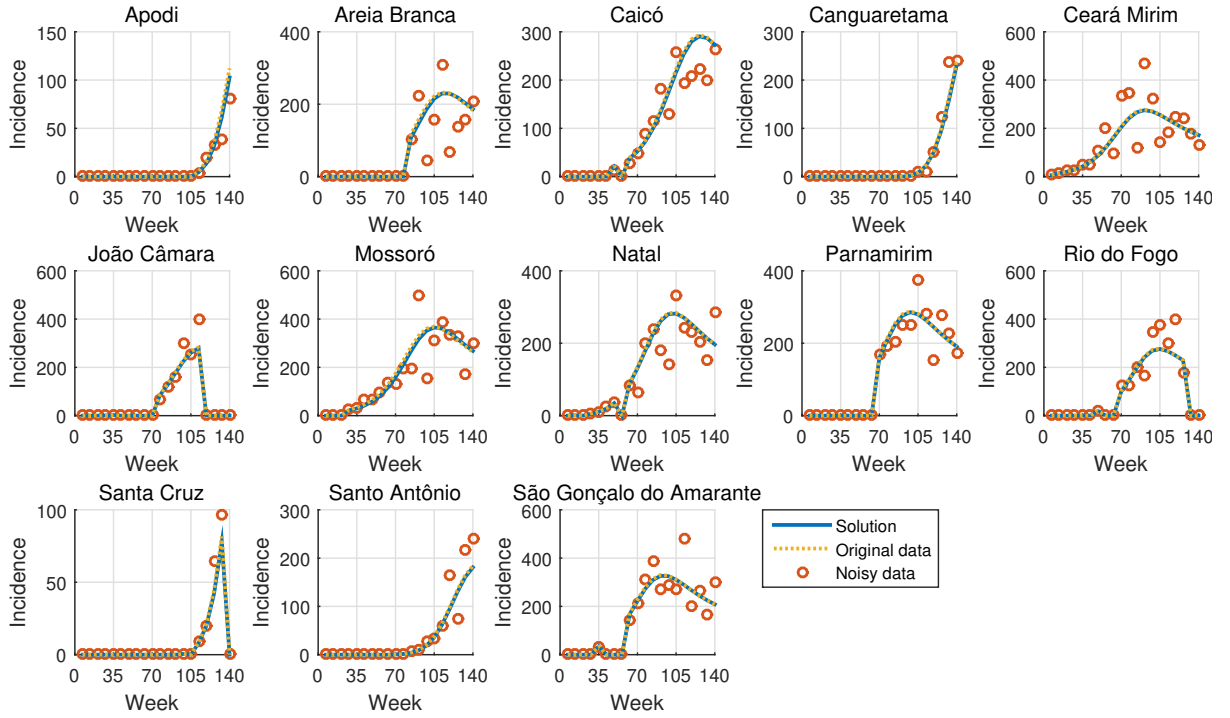 Apodi
Areia Branca
Caicó
Canguaretama
Ceará Mirim
150
100
50
0
Incidence
0 35 70 105 140
Week
400
200
0
Incidence
0 35 70 105 140
Week
300
200
100
0
Incidence
0 35 70 105 140
Week
300
200
100
0
Incidence
0 35 70 105 140
Week
600
400
200
0
Incidence
0 35 70 105 140
Week
João Câmara
Mossoró
Natal
Parnamirim
Rio do Fogo
600
400
200
0
Incidence
0 35 70 105 140
Week
600
400
200
0
Incidence
0 35 70 105 140
Week
400
200
0
Incidence
0 35 70 105 140
Week
400
200
0
Incidence
0 35 70 105 140
Week
600
400
200
0
Incidence
0 35 70 105 140
Week
Santa Cruz
Santo Antônio
São Gonçalo do Amarante
100
50
0
Incidence
0 35 70 105 140
Week
300
200
100
0
Incidence
0 35 70 105 140
Week
600
400
200
0
Incidence
0 35 70 105 140
Week
Solution
Original data
Noisy data